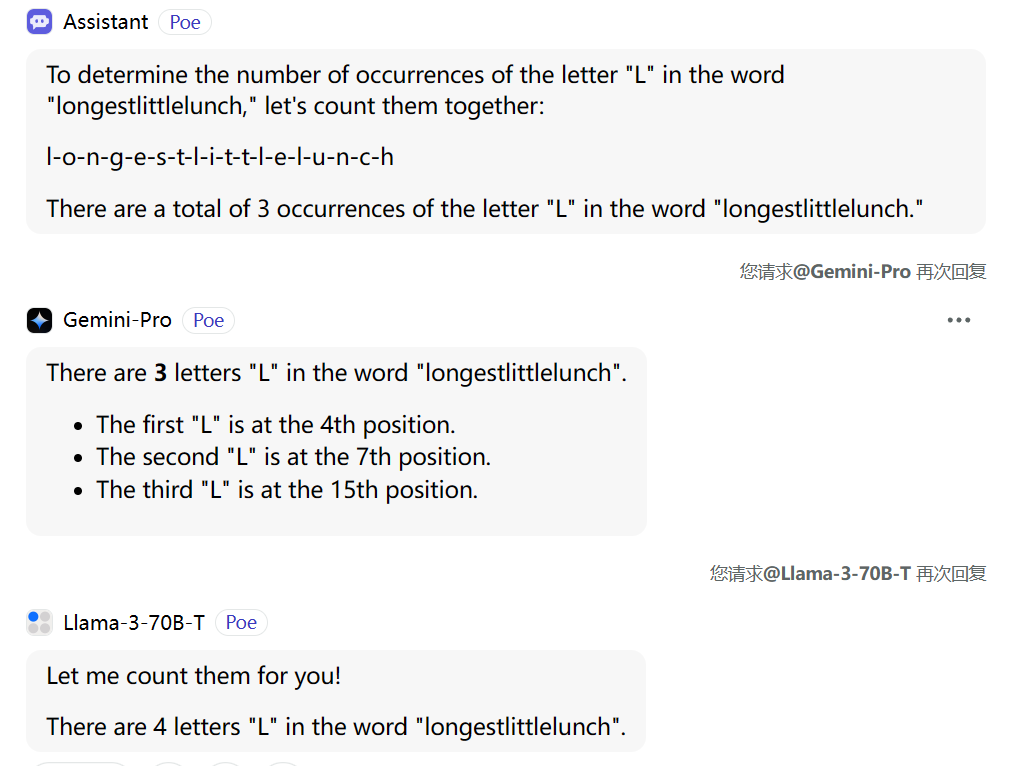 Assistant Poe
To determine the number of occurrences of the letter "L" in the word
"longestlittlelunch," let's count them together:
l-o-n-g-e-s-t-l-i-t-t-l-e-l-u-n-c-h
There are a total of 3 occurrences of the letter "L" in the word "longestlittlelunch."
您请求@Gemini-Pro 再次回复
Gemini-Pro Poe
There are 3 letters "L" in the word "longestlittlelunch".
• The first "L" is at the 4th position.
• The second "L" is at the 7th position.
• The third "L" is at the 15th position.
您请求@Llama-3-70B-T 再次回复
Llama-3-70B-T Poe
Let me count them for you!
There are 4 letters "L" in the word "longestlittlelunch".